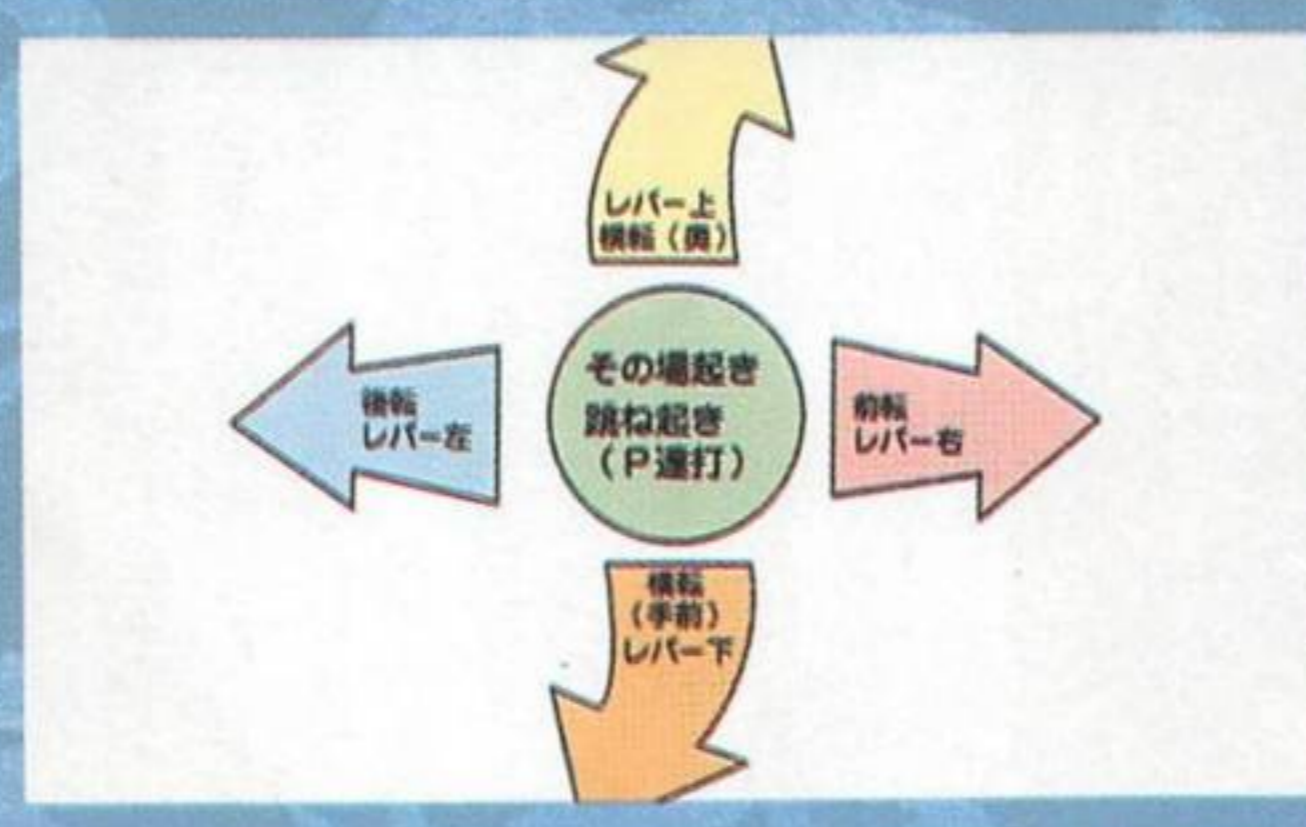 レバー上
横転（奥）
その場起き
跳ね起き
（P連打）
後転
レバー左
前転
レバー右
横転
（手前）
レバー下